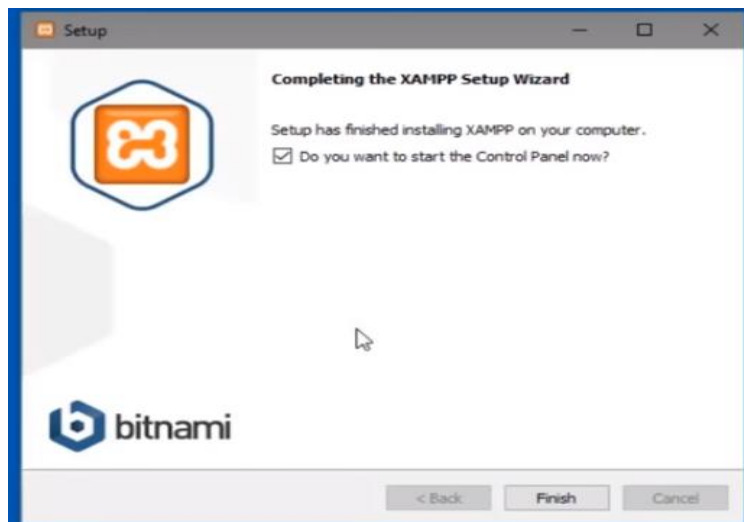 Setup
Completing the XAMPP Setup Wizard
Setup has finished installing XAMPP on your computer.
Do you want to start the Control Panel now?
bitnami
< Back
Finish
Cancel